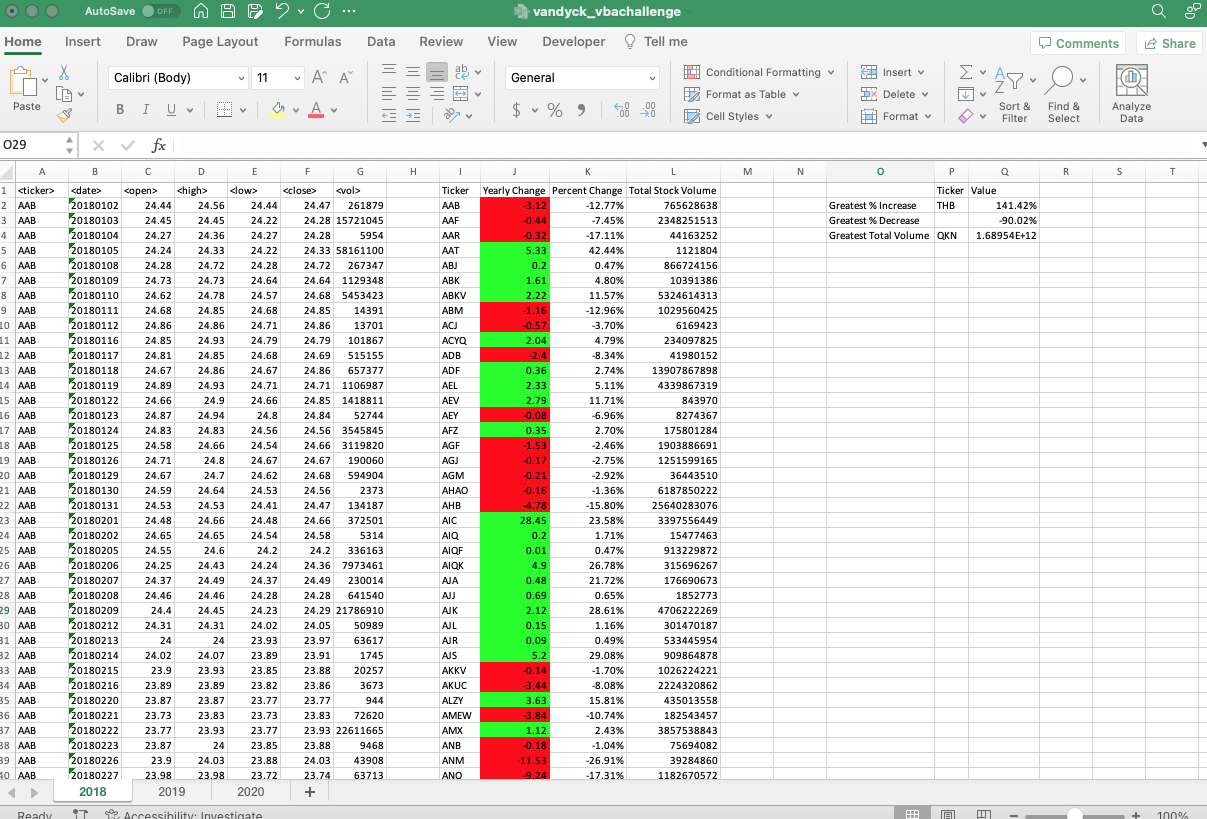 AutoSave OFF vandyck_vbachallenge
Home Insert Draw Page Layout Formulas Data Review View Developer Tell me Comments Share
Calibri (Body) 11 General Conditional Formatting Insert
Paste B I U A $ % Format as Table Delete Sort & Filter Find & Select Analyze Data
Cell Styles Format
O29 fx
A B C D E F G H I J K L M N O P Q R S T
1 <ticker> <date> <open> <high> <low> <close> <vol> Ticker Yearly Change Percent Change Total Stock Volume Ticker Value
2 AAB 20180102 24.44 24.56 24.44 24.47 261879 AAB -3.12 -12.77% 765628638 Greatest % Increase THB 141.42%
3 AAB 20180103 24.45 24.45 24.22 24.28 15721045 AAF -0.44 -7.45% 2348251513 Greatest % Decrease -90.02%
4 AAB 20180104 24.27 24.36 24.27 24.28 5954 AAR -0.32 -17.11% 44163252 Greatest Total Volume QKN 1.68954E+12
5 AAB 20180105 24.24 24.33 24.22 24.33 58161100 AAT 5.33 42.44% 1121804
6 AAB 20180108 24.28 24.72 24.28 24.72 267347 ABJ 0.2 0.47% 866724156
7 AAB 20180109 24.73 24.73 24.64 24.64 1129348 ABK 1.61 4.80% 10391386
8 AAB 20180110 24.62 24.78 24.57 24.68 5453423 ABKV 2.22 11.57% 5324614313
9 AAB 20180111 24.68 24.85 24.68 24.85 14391 ABM -1.16 -12.96% 1029560425
10 AAB 20180112 24.86 24.86 24.71 24.86 13701 ACJ -0.57 -3.70% 6169423
11 AAB 20180116 24.85 24.93 24.79 24.79 101867 ACYQ 2.04 4.79% 234097825
12 AAB 20180117 24.81 24.85 24.68 24.69 515155 ADB -2.4 -8.34% 41980152
13 AAB 20180118 24.67 24.86 24.67 24.86 657377 ADF 0.36 2.74% 13907867898
14 AAB 20180119 24.89 24.93 24.71 24.71 1106987 AEL 2.33 5.11% 4339867319
15 AAB 20180122 24.66 24.9 24.66 24.85 1418811 AEV 2.79 11.71% 843970
16 AAB 20180123 24.87 24.94 24.8 24.84 52744 AEY -0.08 -6.96% 8274367
17 AAB 20180124 24.83 24.83 24.56 24.56 3545845 AFZ 0.35 2.70% 175801284
18 AAB 20180125 24.58 24.66 24.54 24.66 3119820 AGF -1.53 -2.46% 1903886691
19 AAB 20180126 24.71 24.8 24.67 24.67 190060 AGJ -0.17 -2.75% 1251599165
20 AAB 20180129 24.67 24.7 24.62 24.68 594904 AGM -0.21 -2.92% 36443510
21 AAB 20180130 24.59 24.64 24.53 24.56 2373 AHAO -0.16 -1.36% 6187850222
22 AAB 20180131 24.53 24.53 24.41 24.47 134187 AHB -4.78 -15.80% 25640283076
23 AAB 20180201 24.48 24.66 24.48 24.66 372501 AIC 28.45 23.58% 3397556449
24 AAB 20180202 24.65 24.65 24.54 24.58 5314 AIQ 0.2 1.71% 15477463
25 AAB 20180205 24.55 24.6 24.2 24.2 336163 AIQF 0.01 0.47% 913229872
26 AAB 20180206 24.25 24.43 24.24 24.36 7973461 AIQK 4.9 26.78% 315696267
27 AAB 20180207 24.37 24.49 24.37 24.49 230014 AJA 0.48 21.72% 176690673
28 AAB 20180208 24.46 24.46 24.28 24.28 641540 AJJ 0.69 0.65% 1852773
29 AAB 20180209 24.4 24.45 24.23 24.29 21786910 AJK 2.12 28.61% 4706222269
30 AAB 20180212 24.31 24.31 24.02 24.05 50989 AJL 0.15 1.16% 301470187
31 AAB 20180213 24 24 23.93 23.97 63617 AJR 0.09 0.49% 533445954
32 AAB 20180214 24.02 24.07 23.89 23.91 1745 AJS 5.2 29.08% 909864878
33 AAB 20180215 23.9 23.93 23.85 23.88 20257 AKKV -0.14 -1.70% 1026224221
34 AAB 20180216 23.89 23.89 23.82 23.86 3673 AKUC -3.44 -8.08% 2224320862
35 AAB 20180220 23.87 23.87 23.77 23.77 944 ALZY 3.63 15.81% 435013558
36 AAB 20180221 23.73 23.83 23.73 23.83 72620 AMEW -3.84 -10.74% 182543457
37 AAB 20180222 23.77 23.93 23.77 23.93 22611665 AMX 1.12 2.43% 3857538843
38 AAB 20180223 23.87 24 23.85 23.88 9468 ANB -0.18 -1.04% 75694082
39 AAB 20180226 23.9 24.03 23.88 24.03 43908 ANM -11.53 -26.91% 39284860
40 AAB 20180227 23.98 23.98 23.72 23.74 63713 ANO -9.24 -17.31% 1182670572
2018 2019 2020 +
Ready Accessibility: Investigate 100%